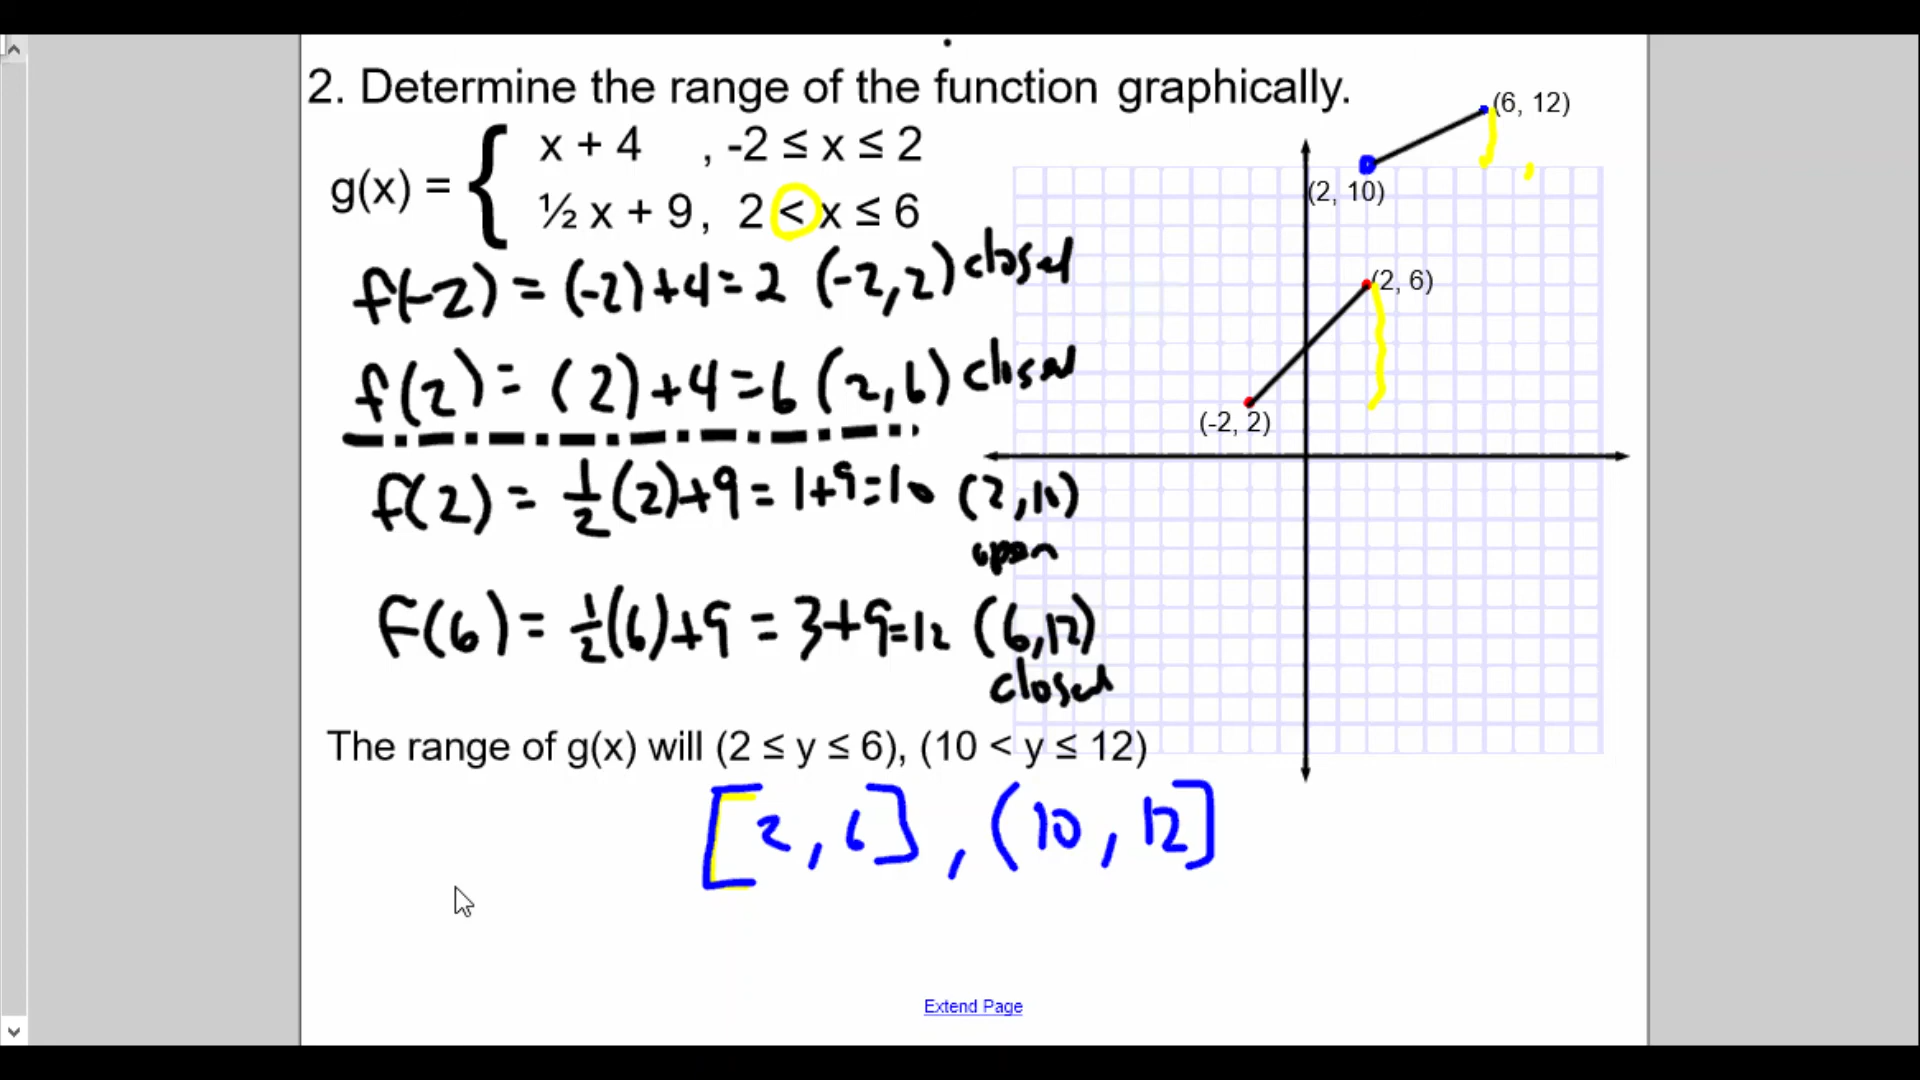 2. Determine the range of the function graphically.
g(x) = { x + 4 , -2 ≤ x ≤ 2
½ x + 9 , 2 < x ≤ 6
f(-2) = (-2)+4=2 (-2,2) closed
f(2) = (2)+4=6 (2,6) closed
f(2) = 1/2(2)+9 = 1+9=10 (2,10)
open
F(6) = 1/2(6)+9 = 3+9=12 (6,12)
closed
The range of g(x) will (2 ≤ y ≤ 6), (10 < y ≤ 12)
[2, 6], (10, 12]
(6, 12)
(2, 10)
(2, 6)
(-2, 2)
Extend Page